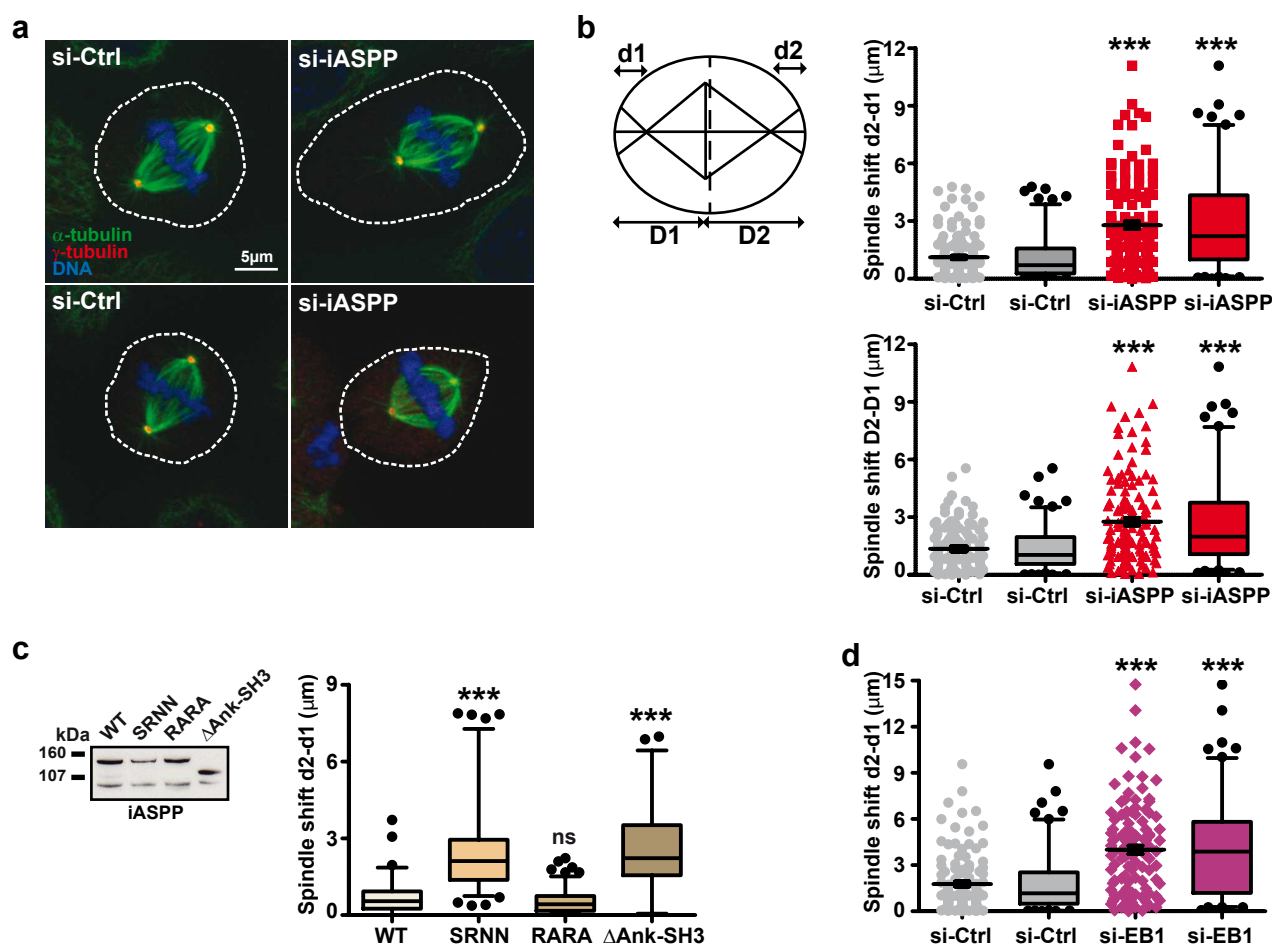 a
si-Ctrl
si-iASPP
α-tubulin
γ-tubulin
DNA
5μm
si-Ctrl
si-iASPP
b
d1
d2
D1
D2
Spindle shift d2-d1 (μm)
12
9
6
3
0
***
***
si-Ctrl
si-Ctrl
si-iASPP
si-iASPP
Spindle shift D2-D1 (μm)
12
9
6
3
0
***
***
si-Ctrl
si-Ctrl
si-iASPP
si-iASPP
c
kDa
WT
SRNN
RARA
ΔAnk-SH3
160
107
iASPP
Spindle shift d2-d1 (μm)
9
6
3
0
***
ns
***
WT
SRNN
RARA
ΔAnk-SH3
d
Spindle shift d2-d1 (μm)
15
12
9
6
3
0
***
***
si-Ctrl
si-Ctrl
si-EB1
si-EB1